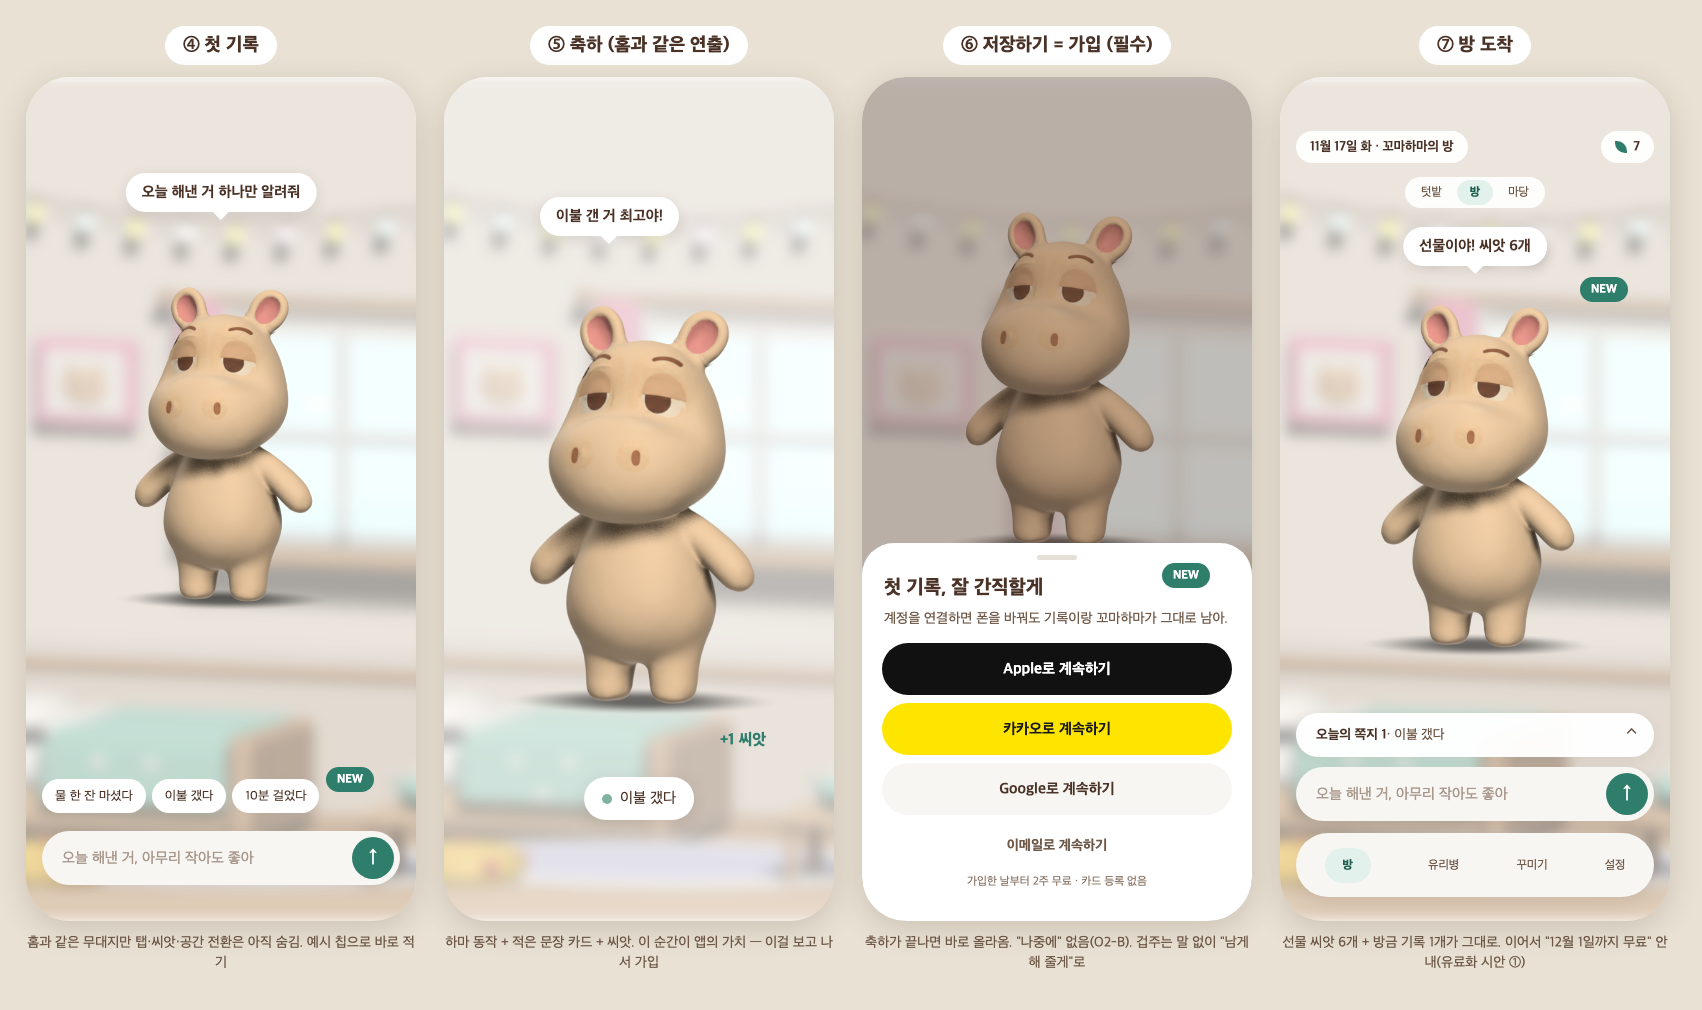 ④ 첫 기록
오늘 해낸 거 하나만 알려줘
물 한 잔 마셨다
이불 갰다
10분 걸었다
NEW
오늘 해낸 거, 아무리 작아도 좋아
↑
홈과 같은 무대지만 탭·씨앗·공간 전환은 아직 숨김. 예시 칩으로 바로 적
기
⑤ 축하 (홈과 같은 연출)
이불 갠 거 최고야!
+1 씨앗
이불 갰다
하마 동작 + 적은 문장 카드 + 씨앗. 이 순간이 앱의 가치 — 이걸 보고 나
서 가입
⑥ 저장하기 = 가입 (필수)
NEW
첫 기록, 잘 간직할게
계정을 연결하면 폰을 바꿔도 기록이랑 꼬마하마가 그대로 남아.
Apple로 계속하기
카카오로 계속하기
Google로 계속하기
이메일로 계속하기
가입한 날부터 2주 무료 · 카드 등록 없음
축하가 끝나면 바로 올라옴. "나중에" 없음(O2-B). 겁주는 말 없이 "남게
해 줄게"로
⑦ 방 도착
11월 17일 화 · 꼬마하마의 방
7
텃밭
방
마당
선물이야! 씨앗 6개
NEW
오늘의 쪽지 1 · 이불 갰다
오늘 해낸 거, 아무리 작아도 좋아
↑
방
유리병
꾸미기
설정
선물 씨앗 6개 + 방금 기록 1개가 그대로. 이어서 "12월 1일까지 무료" 안
내(유료화 시안 ①)